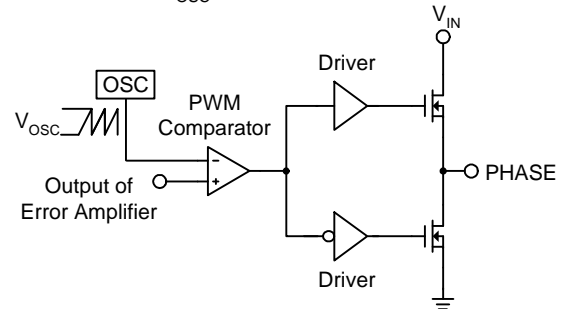 V_IN
Driver
OSC
PWM
Comparator
V_OSC
-
+
Output of
Error Amplifier
PHASE
Driver